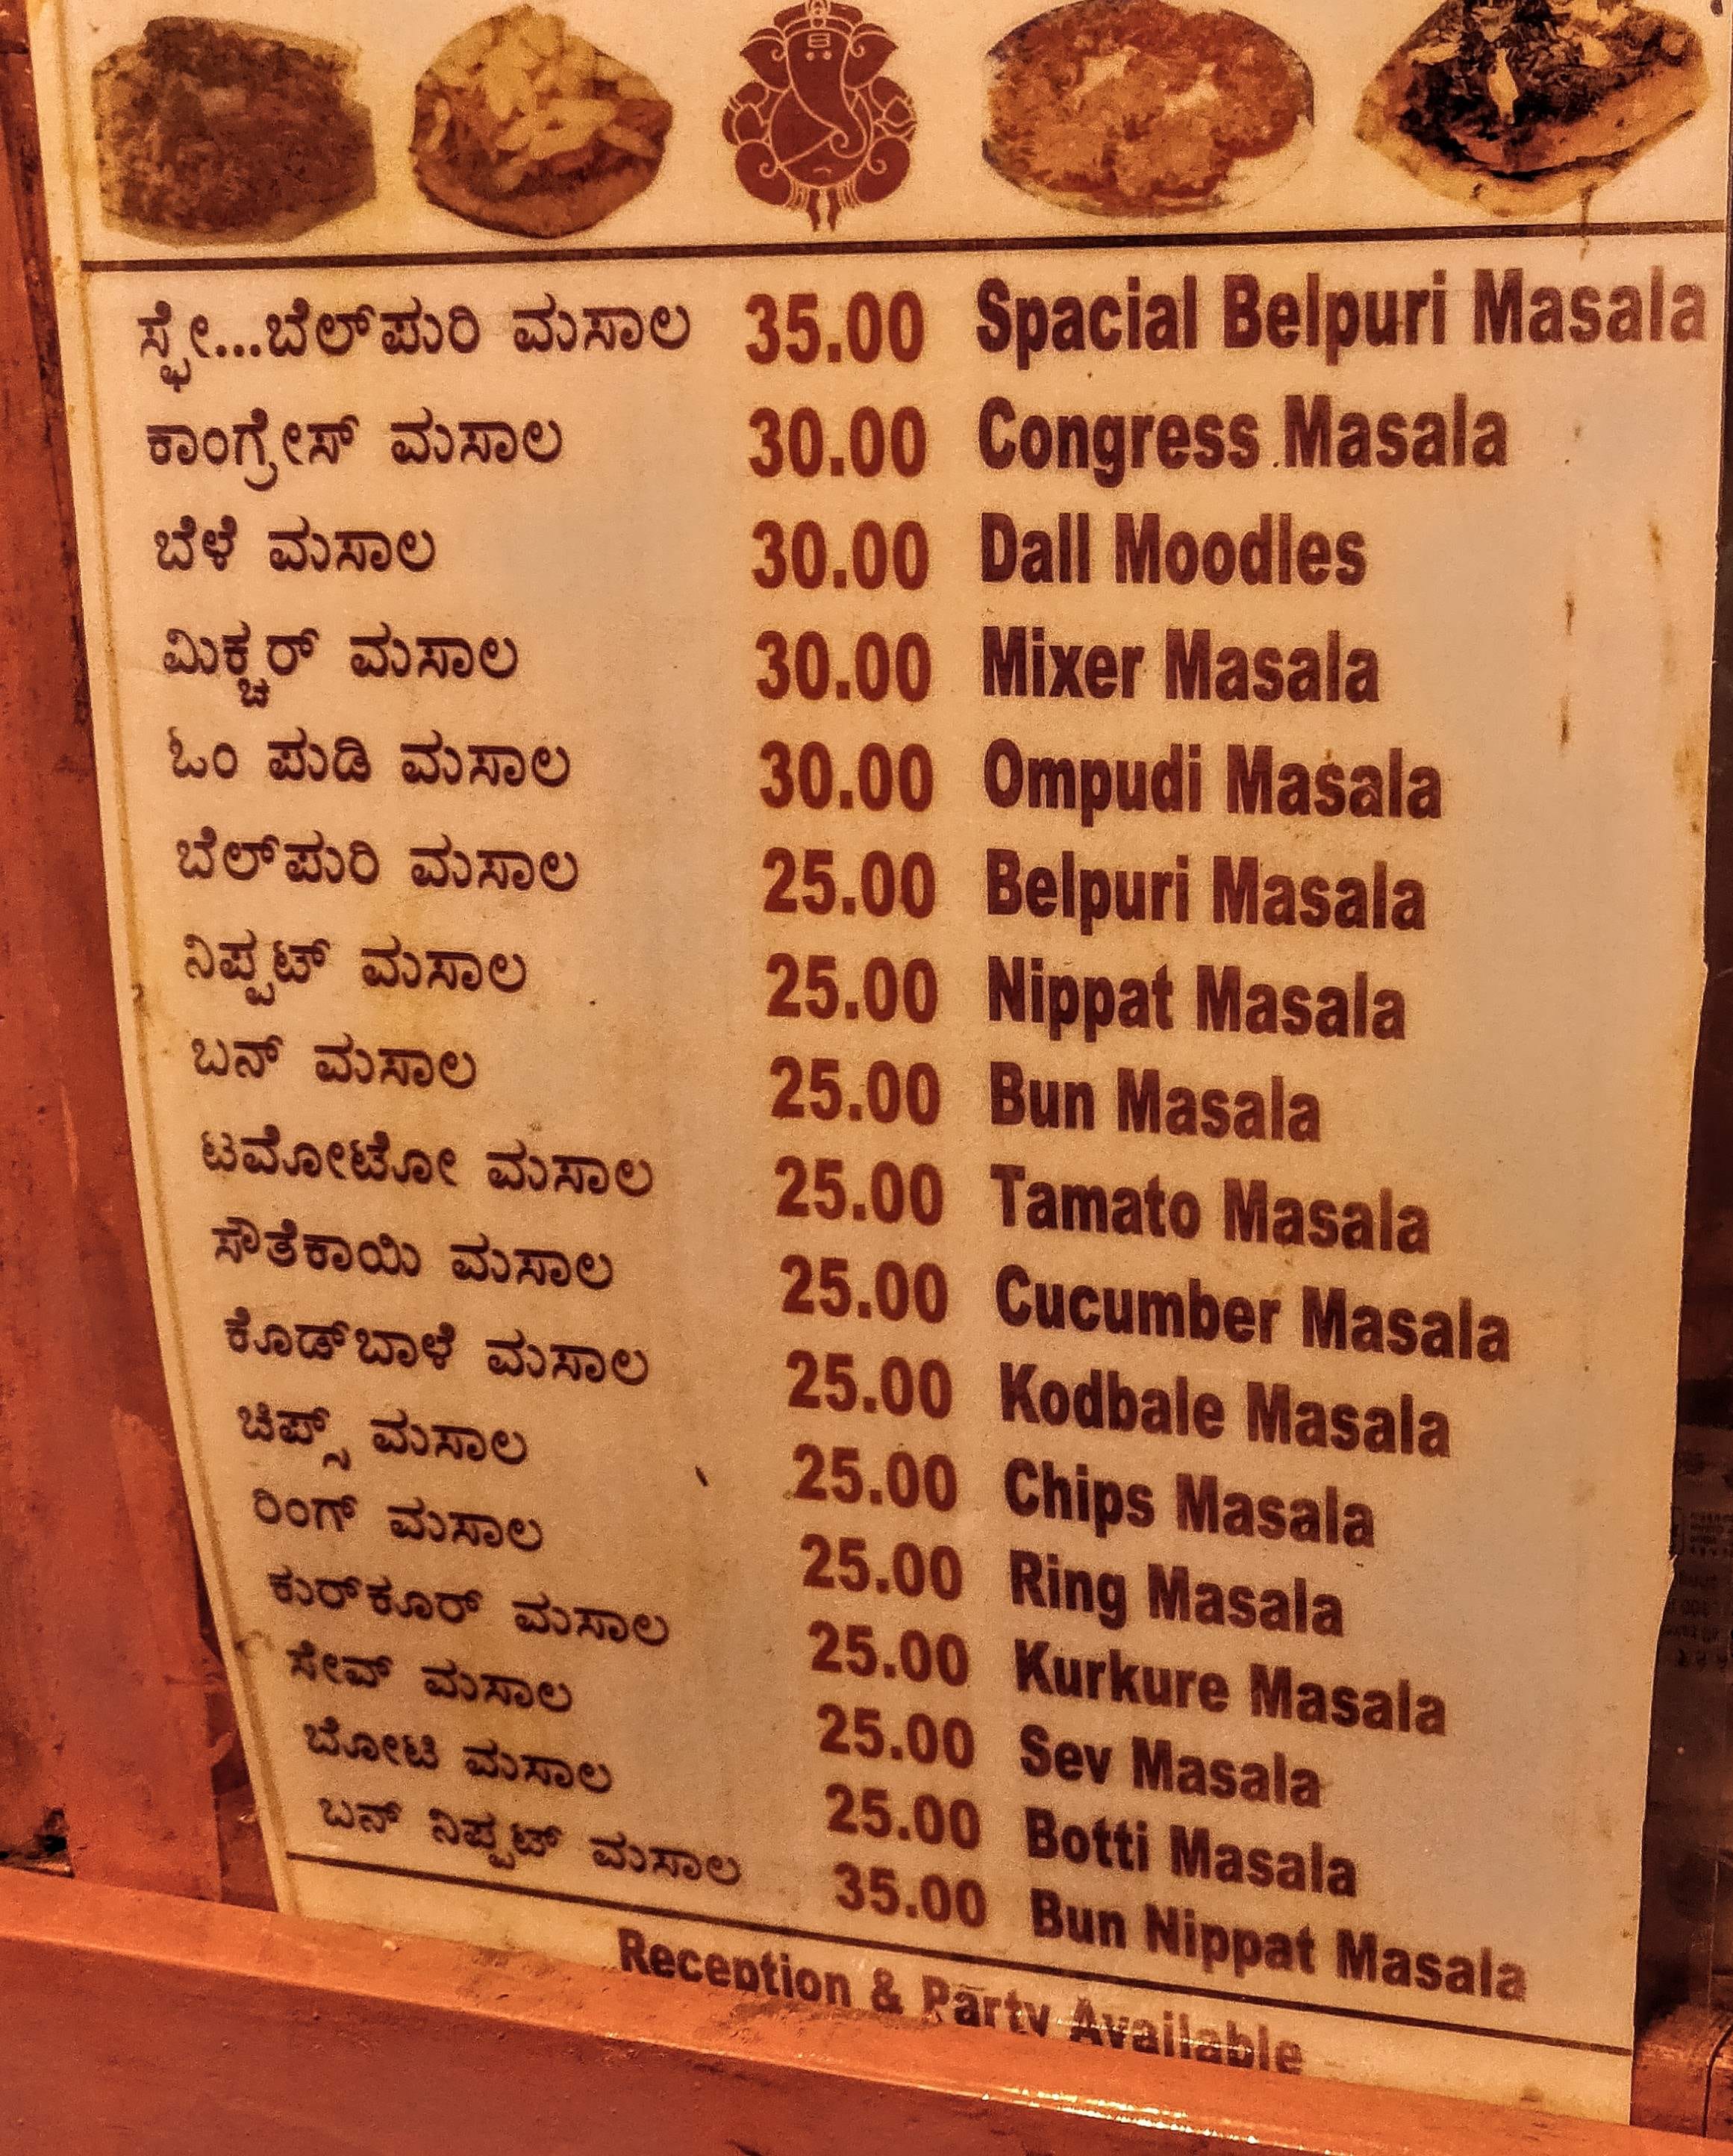 ಸ್ಪೇ...ಬೆಲ್‌ಪುರಿ ಮಸಾಲ 35.00 Spacial Belpuri Masala
ಕಾಂಗ್ರೇಸ್ ಮಸಾಲ 30.00 Congress Masala
ಬೆಳೆ ಮಸಾಲ 30.00 Dall Moodles
ಮಿಕ್ಚರ್ ಮಸಾಲ 30.00 Mixer Masala
ಓಂ ಪುಡಿ ಮಸಾಲ 30.00 Ompudi Masala
ಬೆಲ್‌ಪುರಿ ಮಸಾಲ 25.00 Belpuri Masala
ನಿಪ್ಪಟ್ ಮಸಾಲ 25.00 Nippat Masala
ಬನ್ ಮಸಾಲ 25.00 Bun Masala
ಟಮೋಟೋ ಮಸಾಲ 25.00 Tamato Masala
ಸೌತೆಕಾಯಿ ಮಸಾಲ 25.00 Cucumber Masala
ಕೊಡ್‌ಬಾಳೆ ಮಸಾಲ 25.00 Kodbale Masala
ಚಿಪ್ಸ್ ಮಸಾಲ 25.00 Chips Masala
ರಿಂಗ್ ಮಸಾಲ 25.00 Ring Masala
ಕುರ್‌ಕೂರ್ ಮಸಾಲ 25.00 Kurkure Masala
ಸೇವ್ ಮಸಾಲ 25.00 Sev Masala
ಬೋಟಿ ಮಸಾಲ 25.00 Botti Masala
ಬನ್ ನಿಪ್ಪಟ್ ಮಸಾಲ 35.00 Bun Nippat Masala
Reception & Party Available